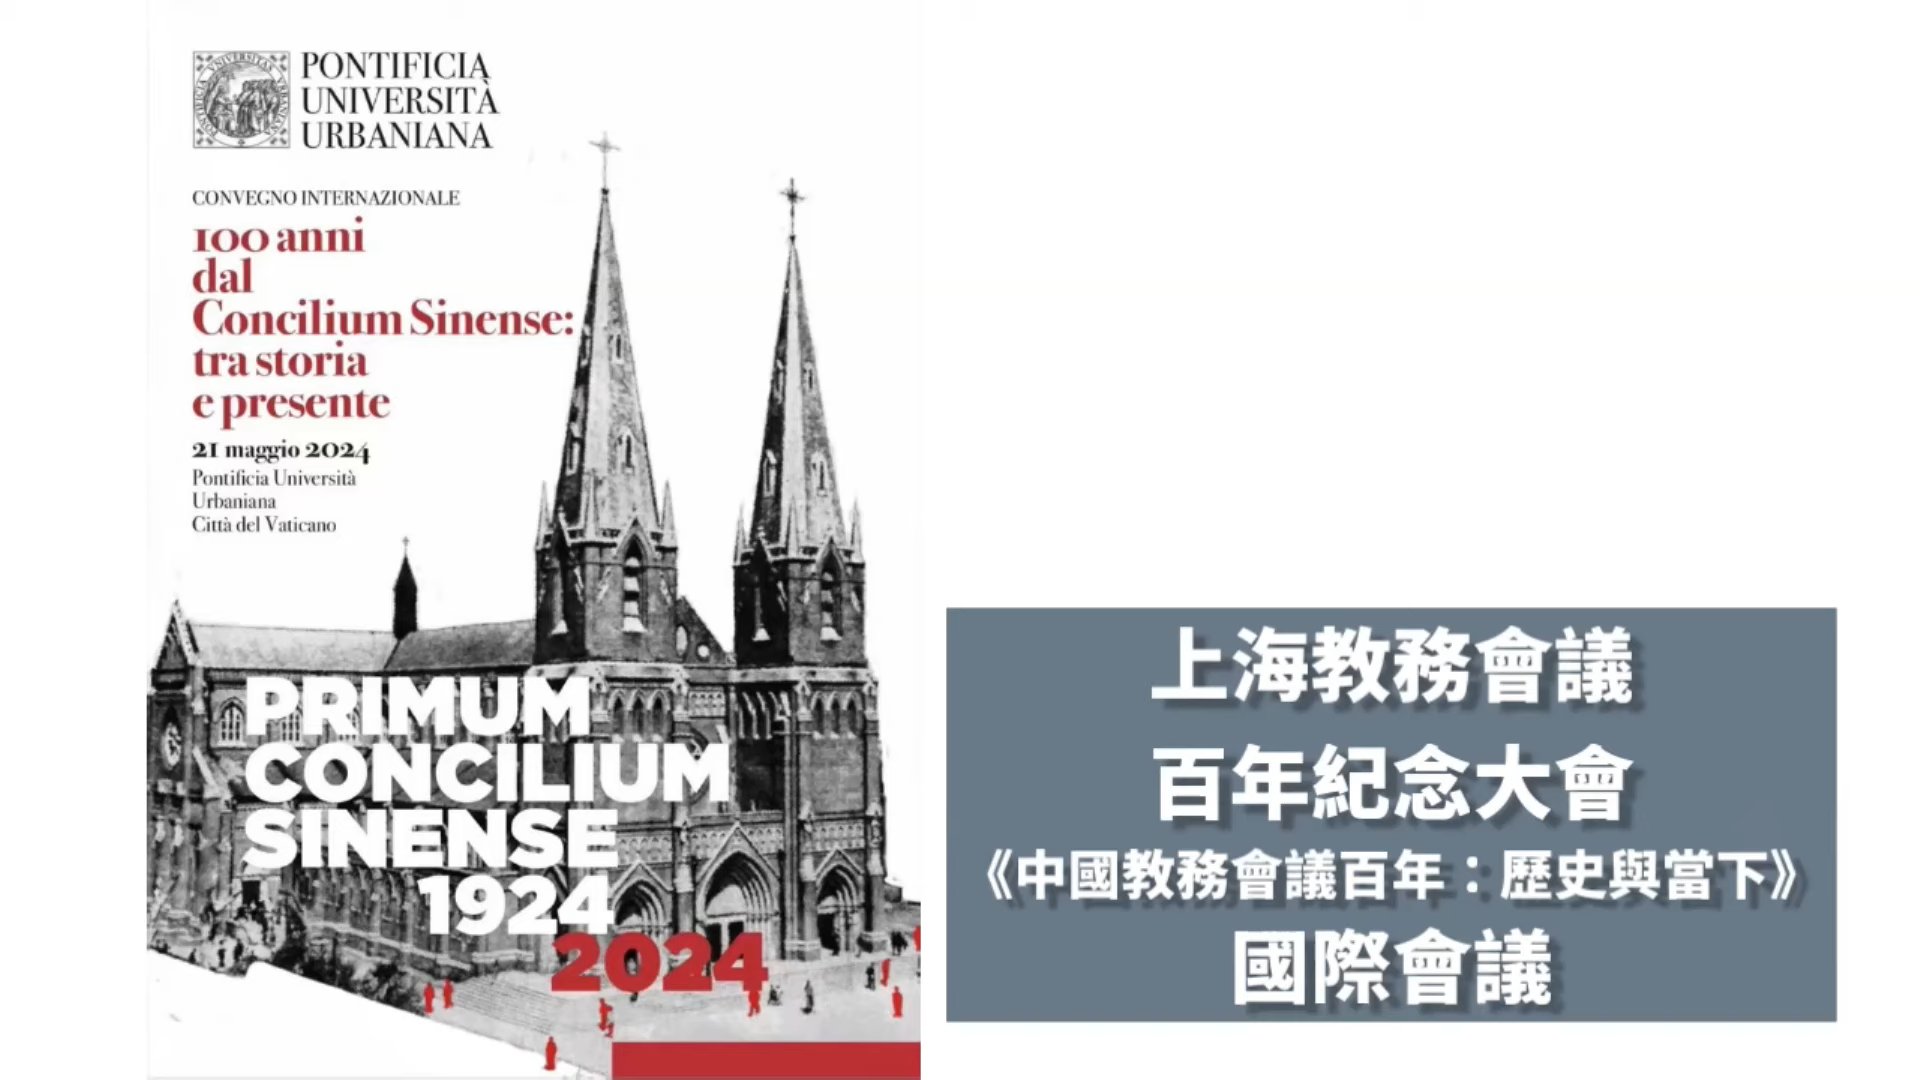 PONTIFICIA
UNIVERSITÀ
URBANIANA
CONVEGNO INTERNAZIONALE
100 anni
dal
Concilium Sinense:
tra storia
e presente
21 maggio 2024
Pontificia Università
Urbaniana
Città del Vaticano
PRIMUM
CONCILIUM
SINENSE
1924
2024
上海教務會議
百年紀念大會
《中國教務會議百年：歷史與當下》
國際會議